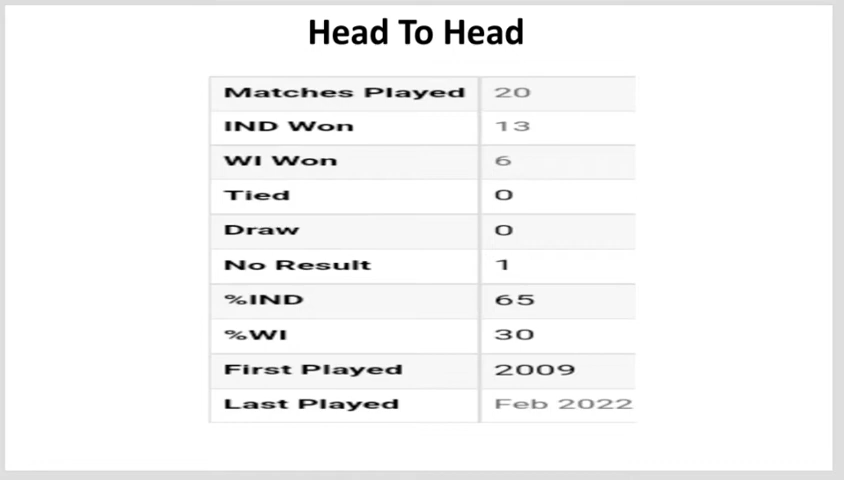 Head To Head
Matches Played 20
IND Won 13
WI Won 6
Tied 0
Draw 0
No Result 1
%IND 65
%WI 30
First Played 2009
Last Played Feb 2022